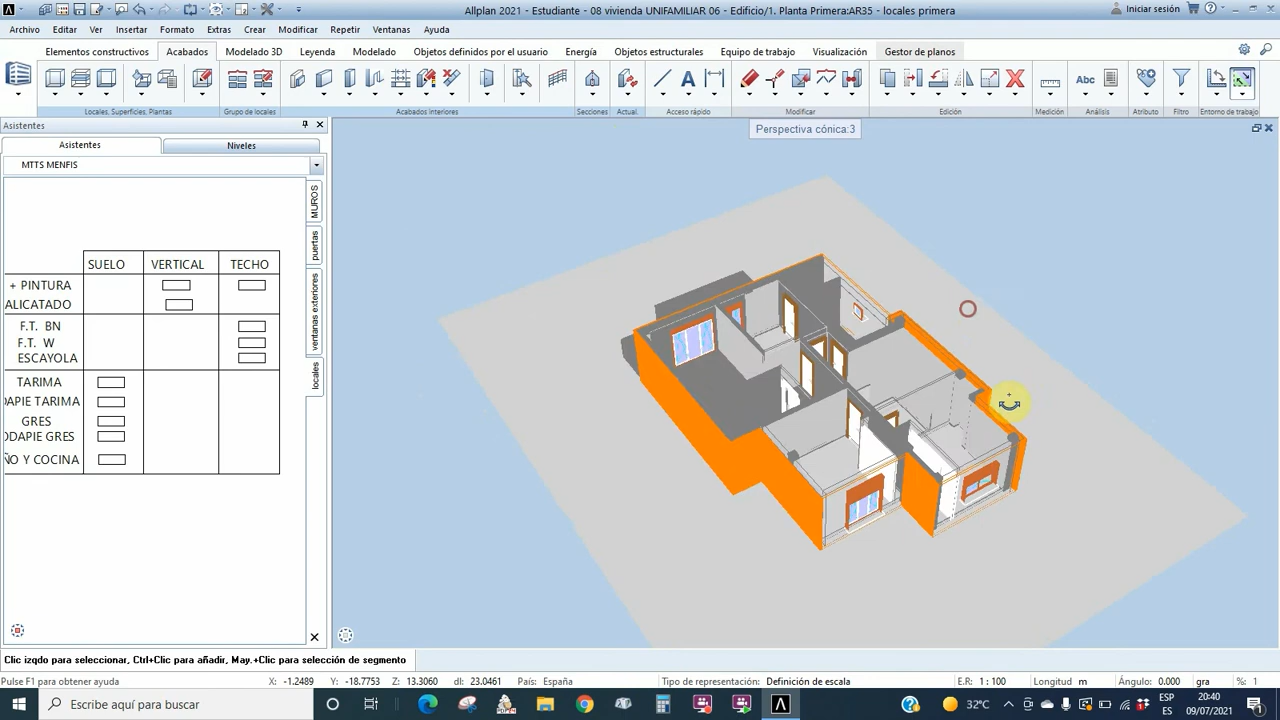 Allplan 2021 - Estudiante - 08 vivienda UNIFAMILIAR 06 - Edificio/1. Planta Primera:AR35 - locales primera
Iniciar sesión
Archivo Editar Ver Insertar Formato Extras Crear Modificar Repetir Ventanas Ayuda
Elementos constructivos Acabados Modelado 3D Leyenda Modelado Objetos definidos por el usuario Energía Objetos estructurales Equipo de trabajo Visualización Gestor de planos
Abc
Locales, Superficies, Plantas Grupo de locales Acabados interiores Secciones Actual. Acceso rápido Modificar Edición Medición Análisis Atributo Filtro Entorno de trabajo
Asistentes
Perspectiva cónica:3
Asistentes Niveles
MTTS MENFIS
MUROS
puertas
ventanas exteriores
locales
SUELO VERTICAL TECHO
+ PINTURA
ALICATADO
F.T. BN
F.T. W
ESCAYOLA
TARIMA
DAPIE TARIMA
GRES
ODAPIE GRES
ÑO Y COCINA
Clic izqdo para seleccionar, Ctrl+Clic para añadir, May.+Clic para selección de segmento
Pulse F1 para obtener ayuda X: -1.2489 Y: -18.7753 Z: 13.3060 dl: 23.0461 País: España Tipo de representación: Definición de escala E.R: 1 : 100 Longitud m Ángulo: 0.000 gra % 1
Escribe aquí para buscar
32°C
ESP
ES
20:40
09/07/2021